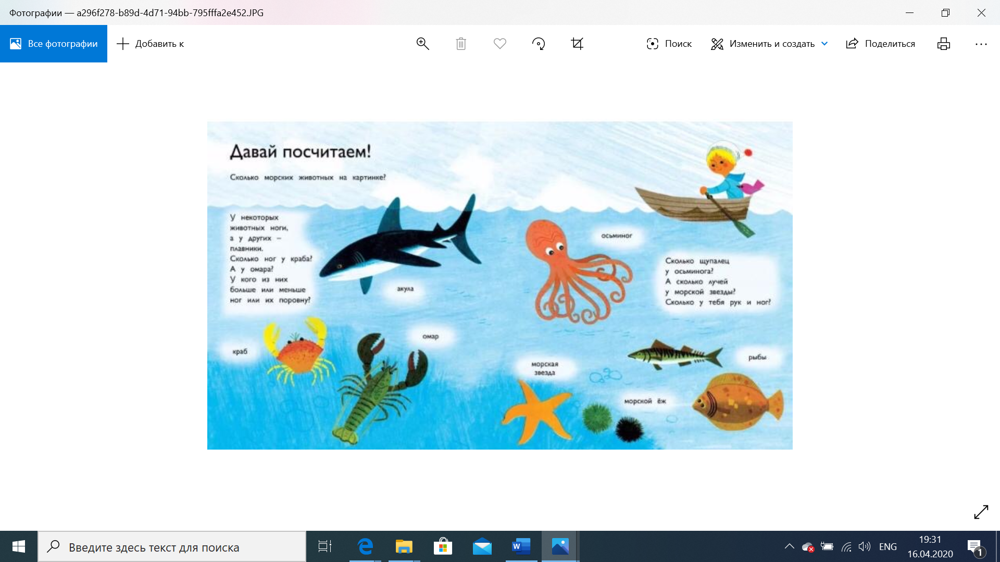 Фотографии — a296f278-b89d-4d71-94bb-795fffa2e452.JPG
Все фотографии
Добавить к
Поиск
Изменить и создать
Поделиться
Давай посчитаем!
Сколько морских животных на картинке?
У некоторых
животных ноги,
а у других –
плавники.
Сколько ног у краба?
А у омара?
У кого из них
больше или меньше
ног или их поровну?
акула
осьминог
Сколько щупалец
у осьминога?
А сколько лучей
у морской звезды?
Сколько у тебя рук и ног?
краб
омар
морская
звезда
рыбы
морской ёж
Введите здесь текст для поиска
W
ENG
19:31
16.04.2020
1